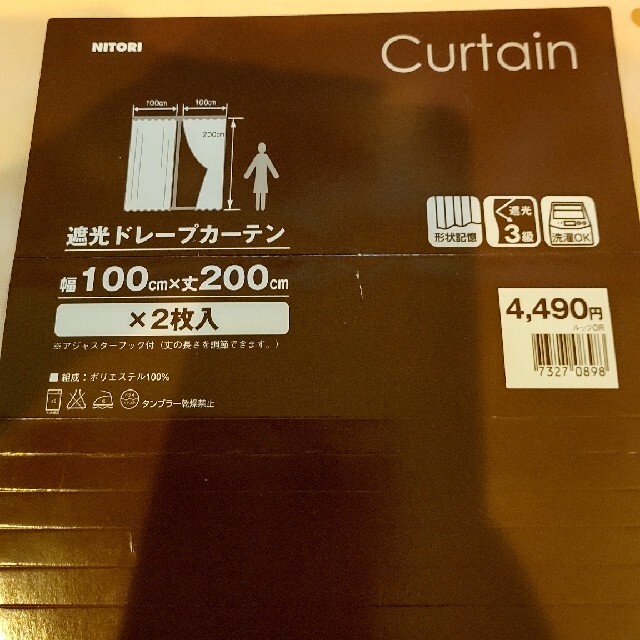 NITORI
Curtain
100cm 100cm
200cm
遮光ドレープカーテン
形状記憶
遮光 3級
洗濯OK
幅100cm×丈200cm
×2枚入
※アジャスターフック付（丈の長さを調節できます。）
4,490円
7327 0898
■組成：ポリエステル100%
タンブラー乾燥禁止